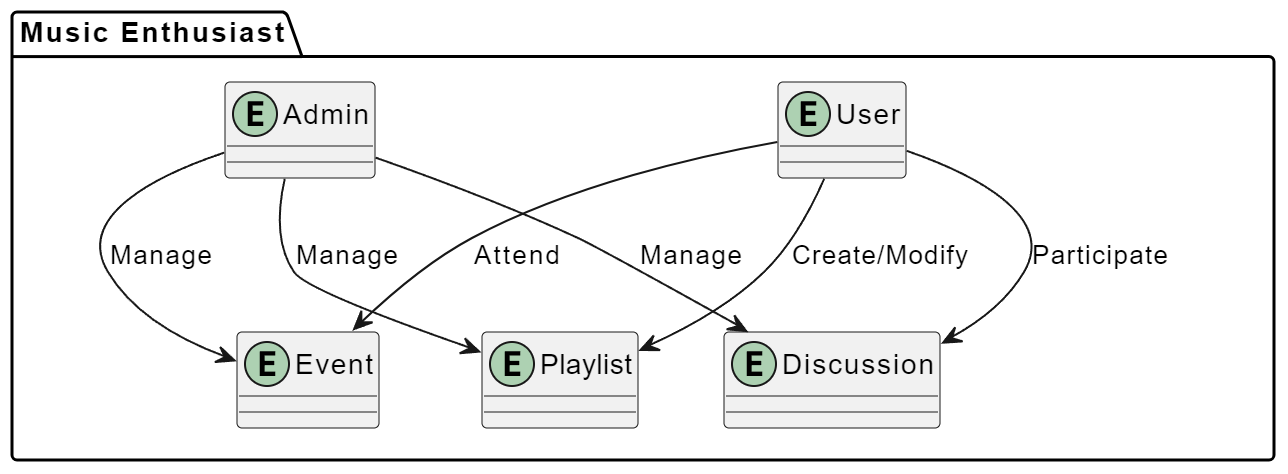 Music Enthusiast
E Admin
E User
Manage
Manage
Attend
Manage
Create/Modify
Participate
E Event
E Playlist
E Discussion